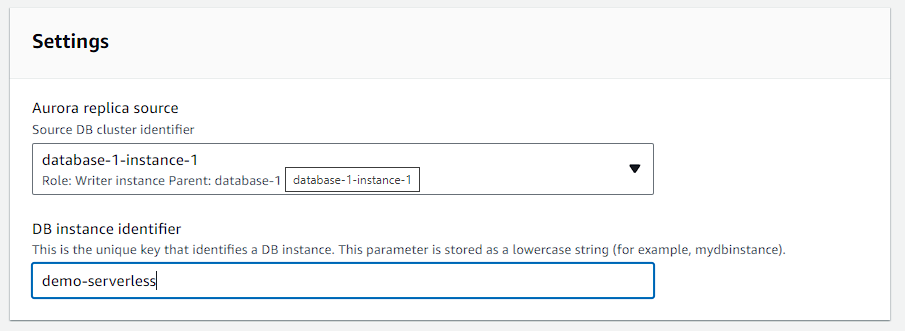 Settings
Aurora replica source
Source DB cluster identifier
database-1-instance-1
Role: Writer instance Parent: database-1 database-1-instance-1
DB instance identifier
This is the unique key that identifies a DB instance. This parameter is stored as a lowercase string (for example, mydbinstance).
demo-serverless